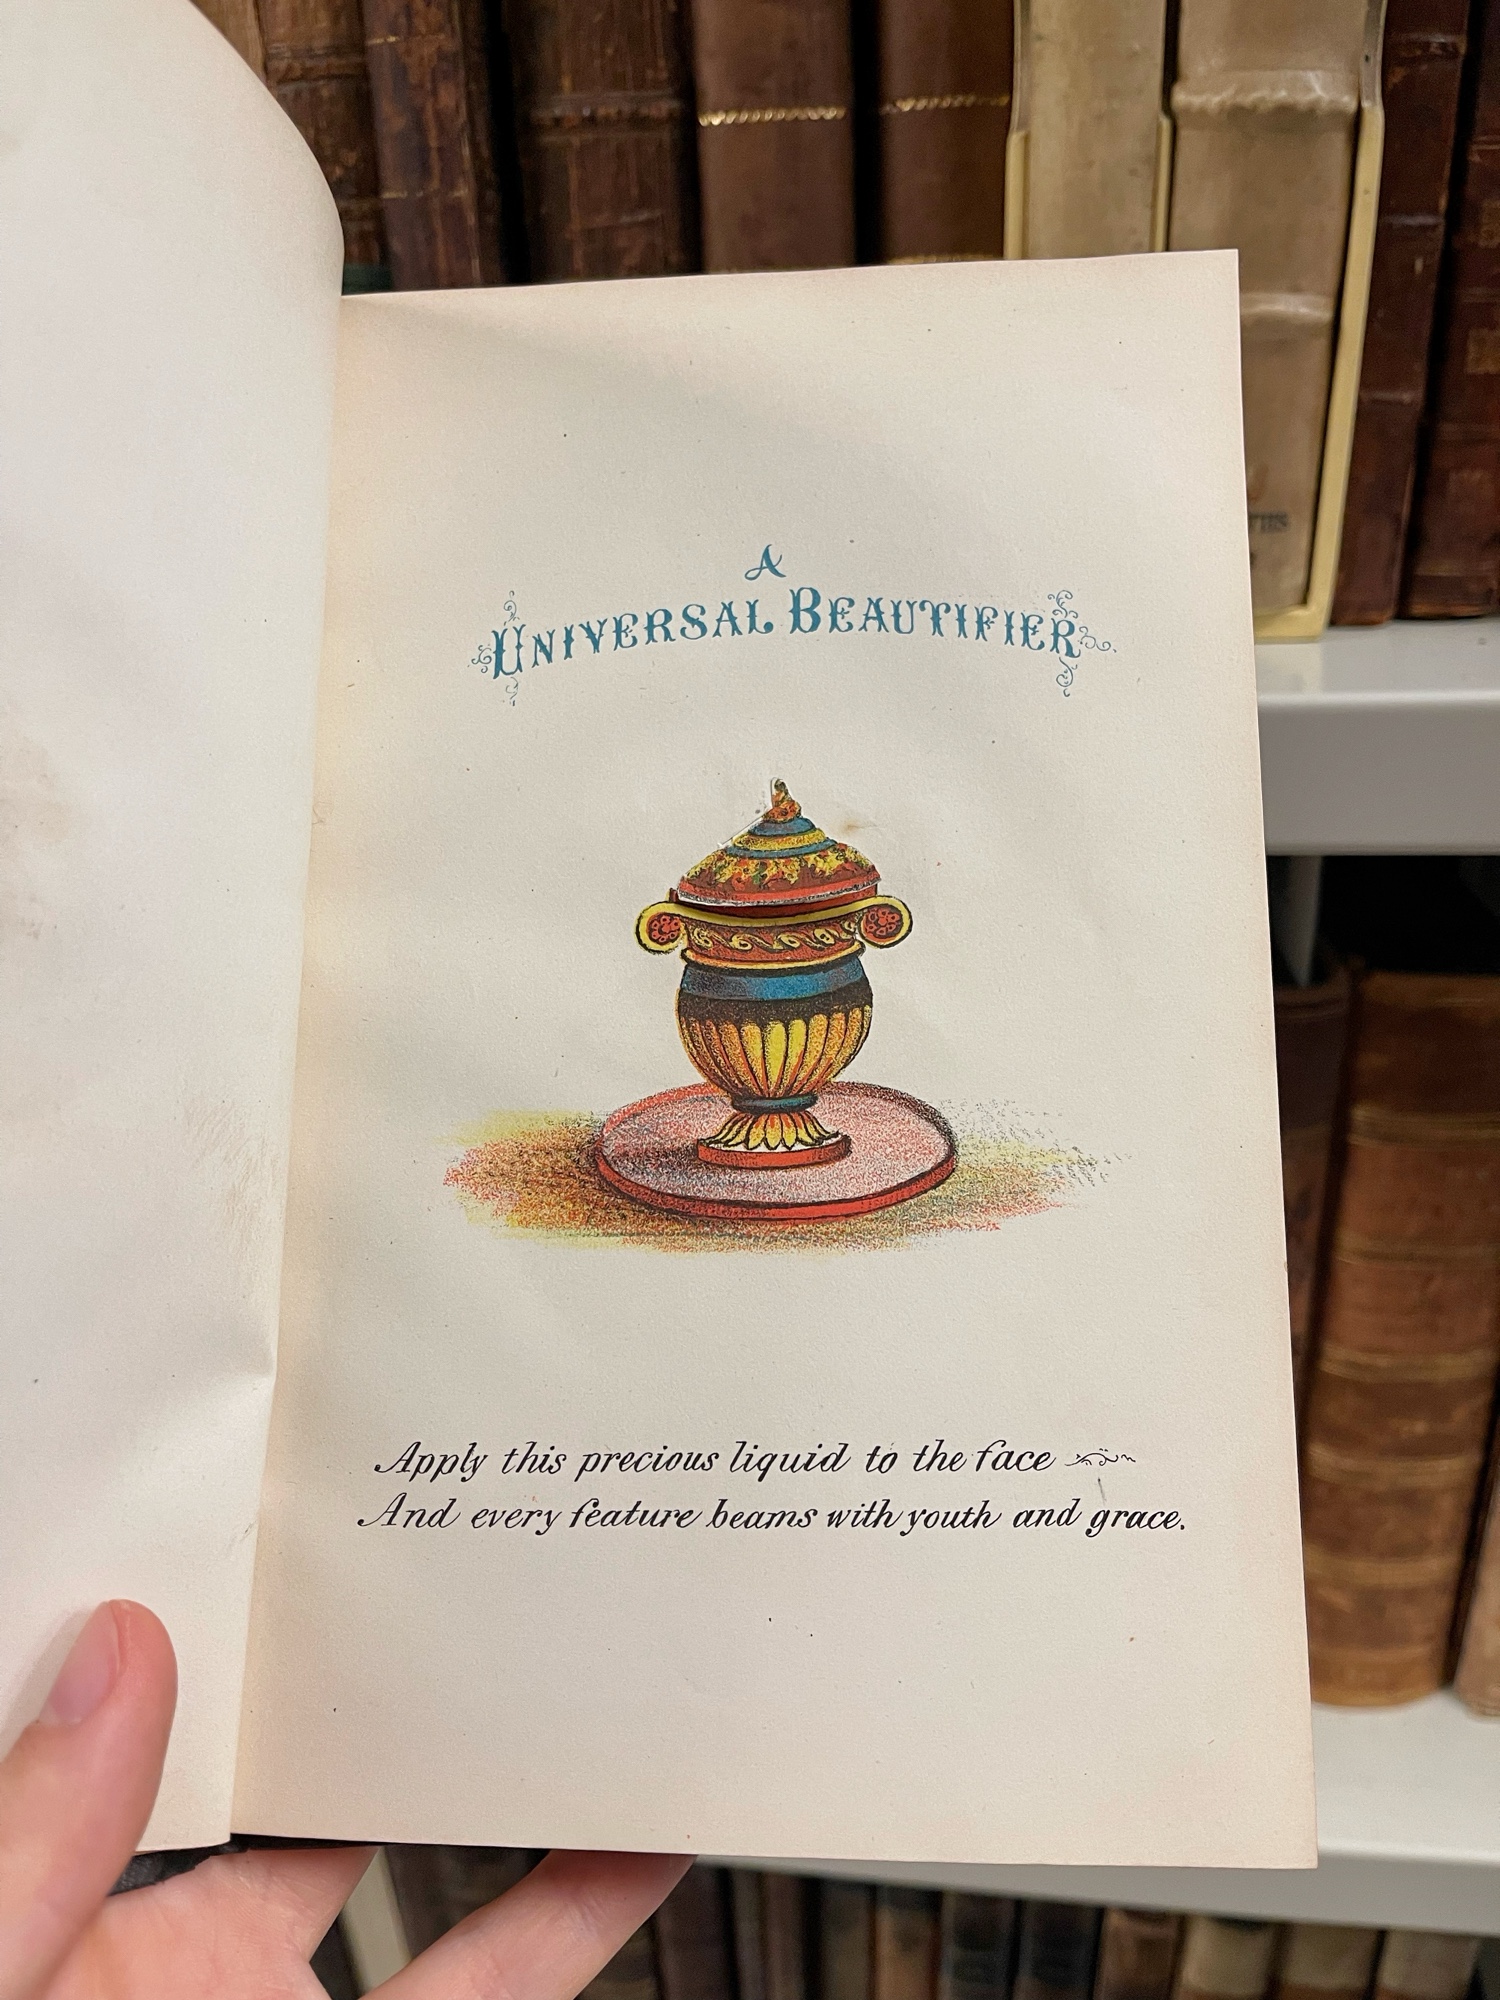 A
UNIVERSAL BEAUTIFIER
Apply this precious liquid to the face
And every feature beams with youth and grace.